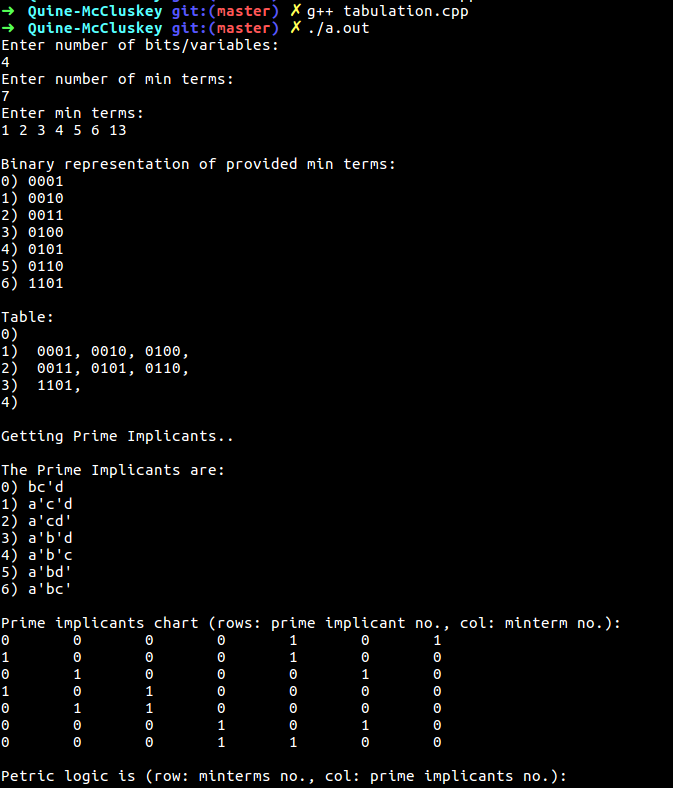 ➜ Quine-McCluskey git:(master) ✗ g++ tabulation.cpp
➜ Quine-McCluskey git:(master) ✗ ./a.out
Enter number of bits/variables:
4
Enter number of min terms:
7
Enter min terms:
1 2 3 4 5 6 13
Binary representation of provided min terms:
0) 0001
1) 0010
2) 0011
3) 0100
4) 0101
5) 0110
6) 1101
Table:
0)
1)  0001, 0010, 0100,
2)  0011, 0101, 0110,
3)  1101,
4)
Getting Prime Implicants..
The Prime Implicants are:
0) bc'd
1) a'c'd
2) a'cd'
3) a'b'd
4) a'b'c
5) a'bd'
6) a'bc'
Prime implicants chart (rows: prime implicant no., col: minterm no.):
0 0 0 0 1 0 1
1 0 0 0 1 0 0
0 1 0 0 0 1 0
1 0 1 0 0 0 0
0 1 1 0 0 0 0
0 0 0 1 0 1 0
0 0 0 1 1 0 0
Petric logic is (row: minterms no., col: prime implicants no.):